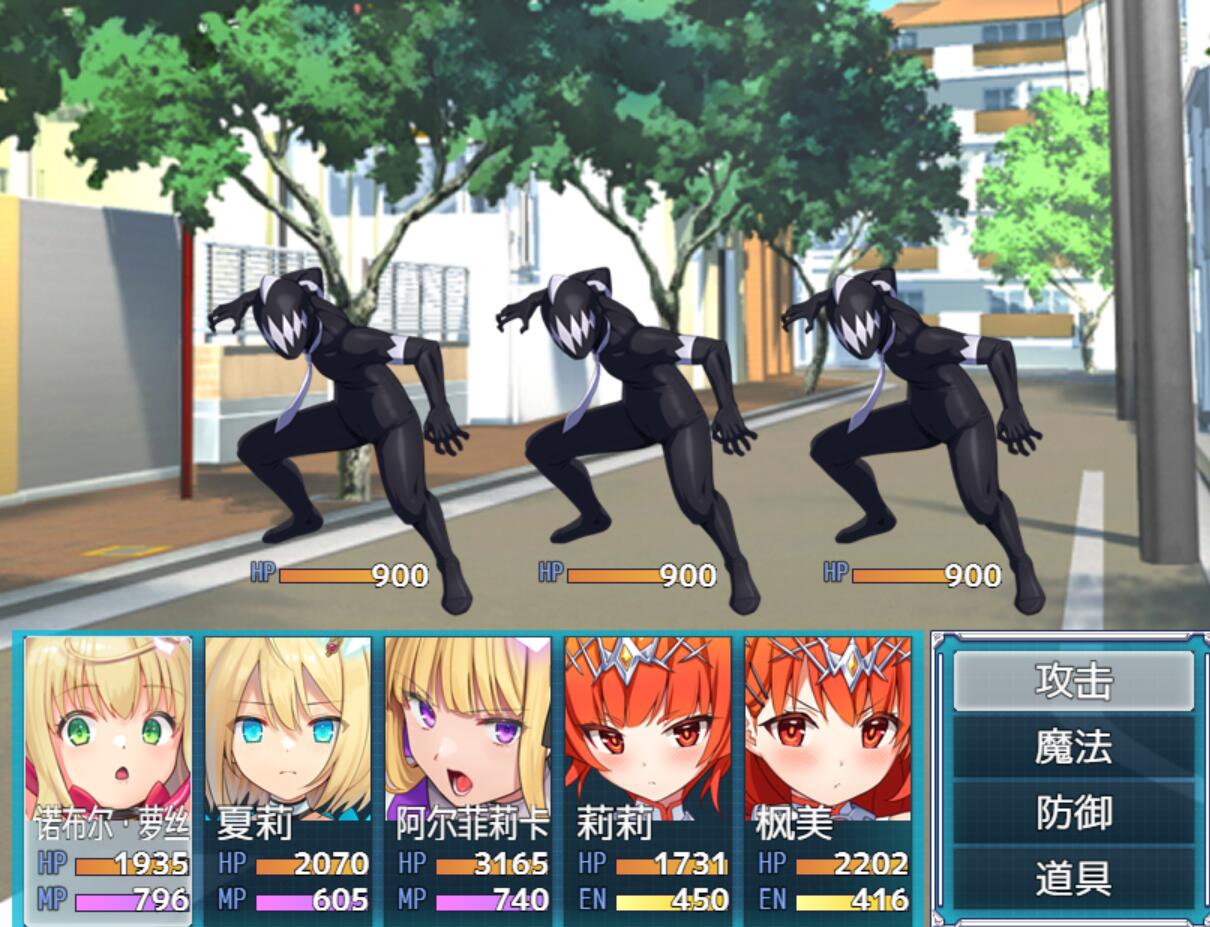 HP 900
HP 900
HP 900
诺布尔·萝丝
HP 1935
MP 796
夏莉
HP 2070
MP 605
阿尔菲莉卡
HP 3165
MP 740
莉莉
HP 1731
EN 450
枫美
HP 2202
EN 416
攻击
魔法
防御
道具